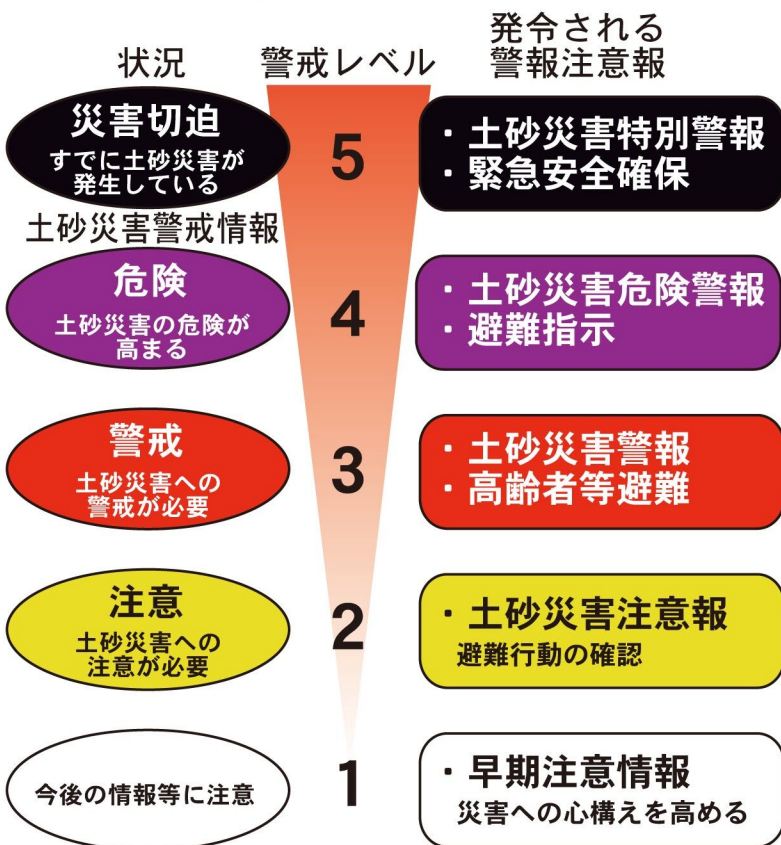 状況
警戒レベル
発令される
警報注意報
災害切迫
すでに土砂災害が
発生している
5
・土砂災害特別警報
・緊急安全確保
土砂災害警戒情報
危険
土砂災害の危険が
高まる
4
・土砂災害危険警報
・避難指示
警戒
土砂災害への
警戒が必要
3
・土砂災害警報
・高齢者等避難
注意
土砂災害への
注意が必要
2
・土砂災害注意報
避難行動の確認
今後の情報等に注意
1
・早期注意情報
災害への心構えを高める